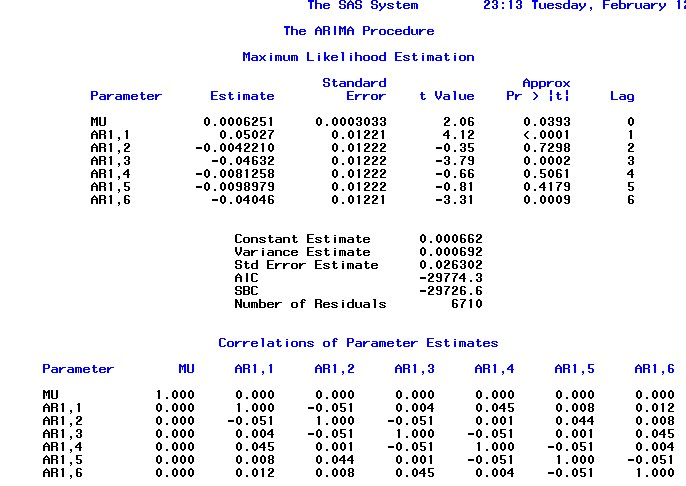 The SAS System 23:13 Tuesday, February 12
The ARIMA Procedure
Maximum Likelihood Estimation
Standard Approx
Parameter Estimate Error t Value Pr > |t| Lag
MU 0.0006251 0.0003033 2.06 0.0393 0
AR1,1 0.05027 0.01221 4.12 <.0001 1
AR1,2 -0.0042210 0.01222 -0.35 0.7298 2
AR1,3 -0.04632 0.01222 -3.79 0.0002 3
AR1,4 -0.0081258 0.01222 -0.66 0.5061 4
AR1,5 -0.0098979 0.01222 -0.81 0.4179 5
AR1,6 -0.04046 0.01221 -3.31 0.0009 6
Constant Estimate 0.000662
Variance Estimate 0.000692
Std Error Estimate 0.026302
AIC -29774.3
SBC -29726.6
Number of Residuals 6710
Correlations of Parameter Estimates
Parameter MU AR1,1 AR1,2 AR1,3 AR1,4 AR1,5 AR1,6
MU 1.000 0.000 0.000 0.000 0.000 0.000 0.000
AR1,1 0.000 1.000 -0.051 0.004 0.045 0.008 0.012
AR1,2 0.000 -0.051 1.000 -0.051 0.001 0.044 0.008
AR1,3 0.000 0.004 -0.051 1.000 -0.051 0.001 0.045
AR1,4 0.000 0.045 0.001 -0.051 1.000 -0.051 0.004
AR1,5 0.000 0.008 0.044 0.001 -0.051 1.000 -0.051
AR1,6 0.000 0.012 0.008 0.045 0.004 -0.051 1.000